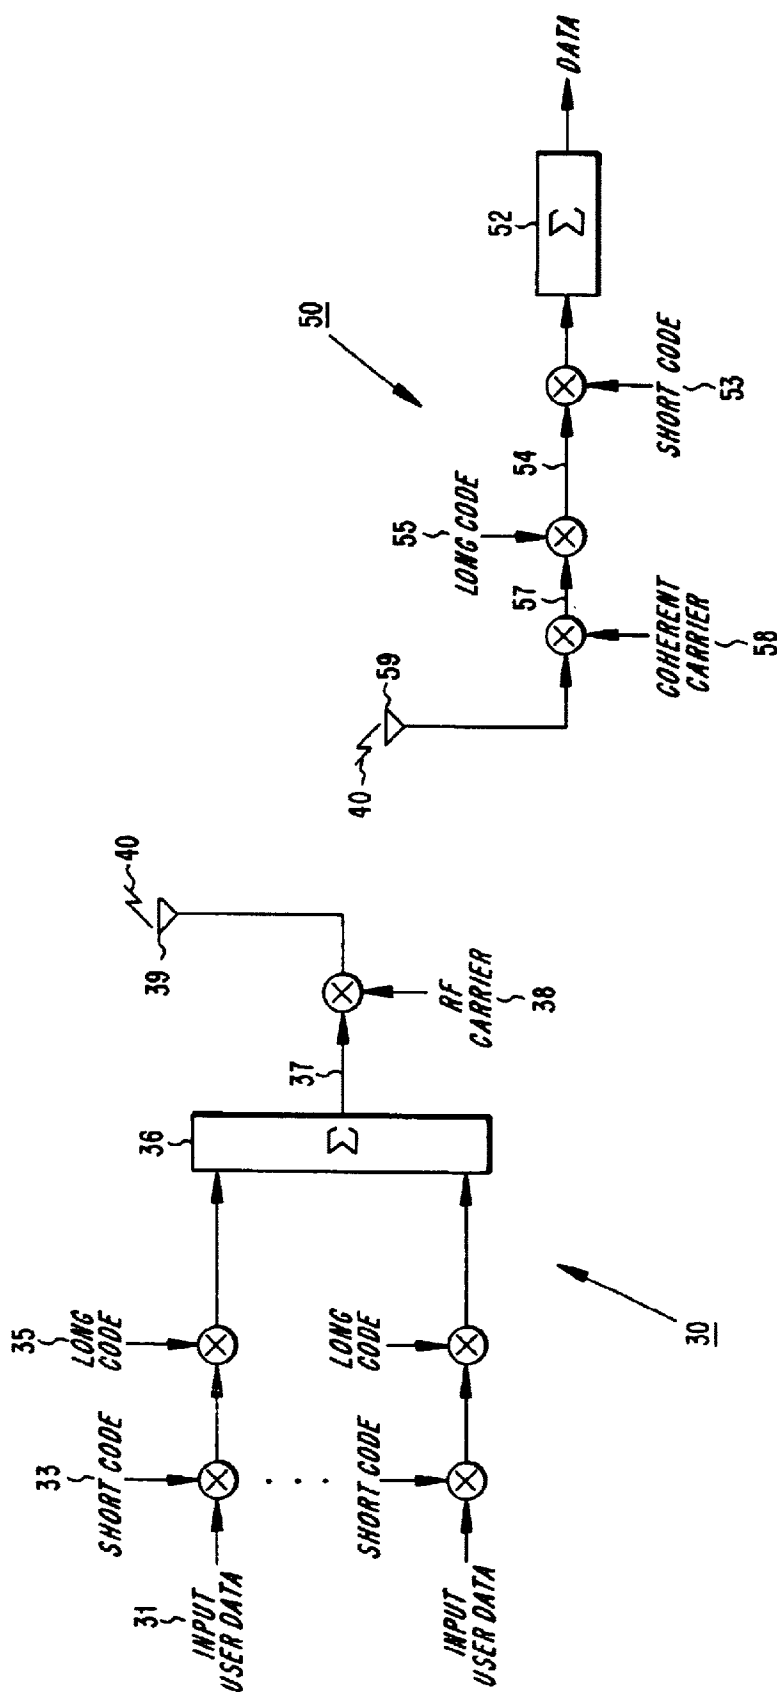 31
INPUT
USER DATA
33
SHORT CODE
35
LONG
CODE
. . .
INPUT
USER DATA
SHORT CODE
LONG
CODE
36
Σ
37
RF
CARRIER
38
39
40
30
40
59
COHERENT
CARRIER
58
57
55
LONG CODE
54
SHORT CODE
53
52
Σ
DATA
50